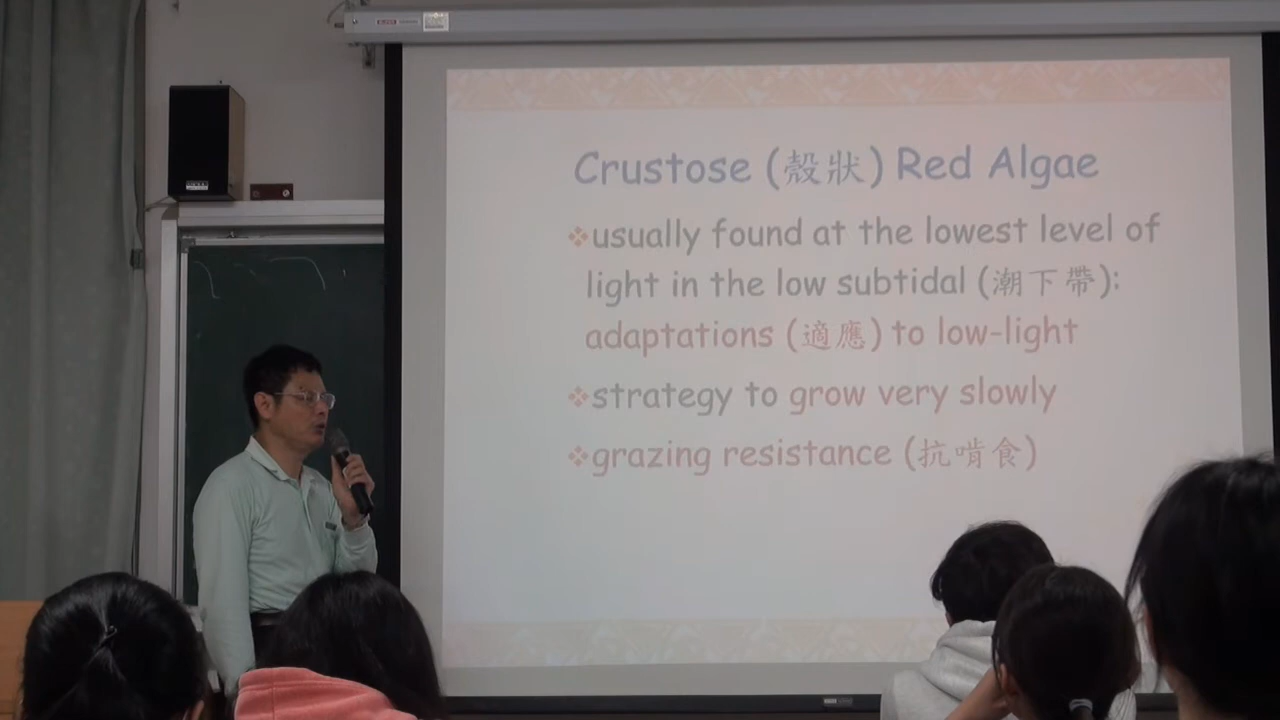 Crustose (殼狀) Red Algae
usually found at the lowest level of
light in the low subtidal (潮下帶):
adaptations (適應) to low-light
strategy to grow very slowly
grazing resistance (抗啃食)